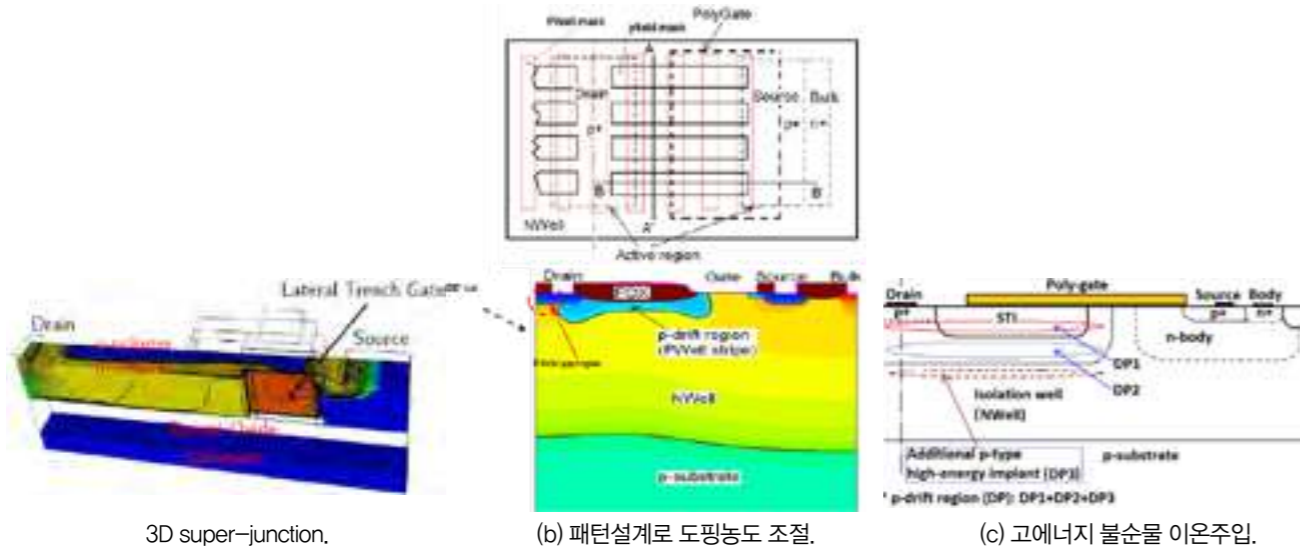 PolyGate
Drain
p+
Source
Bulk
p+
n+
A
A'
B
B'
NWell
Active region
Lateral Trench Gate
Drain
Source
Drain
Source
Bulk
p-drift region
(PWell stripe)
NWell
p-substrate
Drain
p+
Poly-gate
Source
p+
Body
n+
STI
n-body
DP1
DP2
Isolation well
(NWell)
Additional p-type
high-energy implant (DP3)
p-substrate
* p-drift region (DP): DP1+DP2+DP3
3D super-junction.
(b) 패턴설계로 도핑농도 조절.
(c) 고에너지 불순물 이온주입.